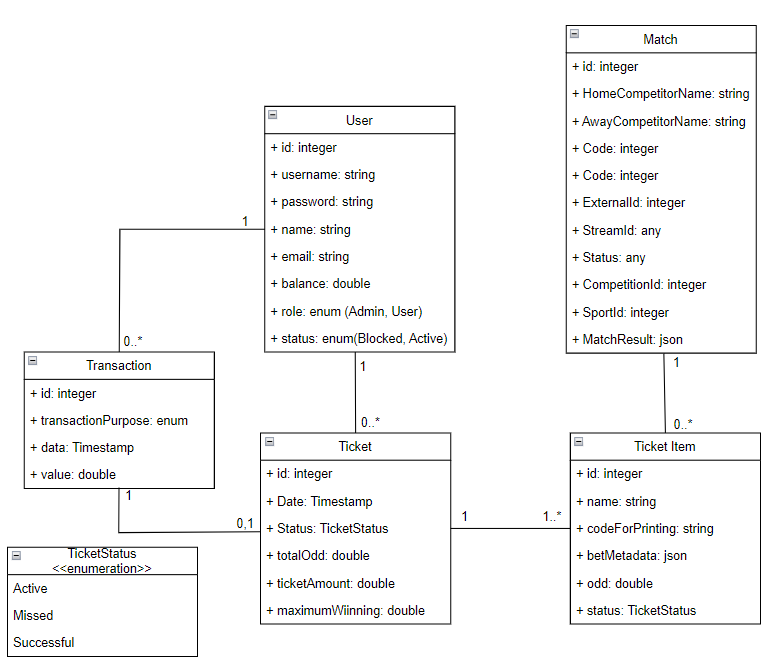 Match
+ id: integer
+ HomeCompetitorName: string
+ AwayCompetitorName: string
+ Code: integer
+ Code: integer
+ ExternalId: integer
+ StreamId: any
+ Status: any
+ CompetitionId: integer
+ SportId: integer
+ MatchResult: json
User
+ id: integer
+ username: string
+ password: string
+ name: string
+ email: string
+ balance: double
+ role: enum (Admin, User)
+ status: enum(Blocked, Active)
1
0..*
1
0..*
1
0..*
Transaction
+ id: integer
+ transactionPurpose: enum
+ data: Timestamp
+ value: double
1
0,1
Ticket
+ id: integer
+ Date: Timestamp
+ Status: TicketStatus
+ totalOdd: double
+ ticketAmount: double
+ maximumWiinning: double
1
1..*
Ticket Item
+ id: integer
+ name: string
+ codeForPrinting: string
+ betMetadata: json
+ odd: double
+ status: TicketStatus
TicketStatus
<<enumeration>>
Active
Missed
Successful